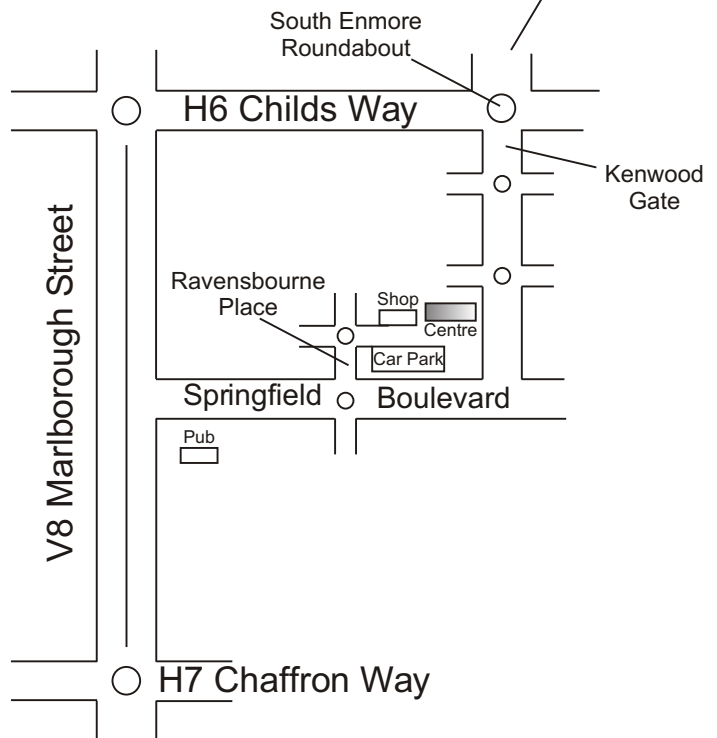 South Enmore
Roundabout
H6 Childs Way
Kenwood
Gate
V8 Marlborough Street
Ravensbourne
Place
Shop
Centre
Car Park
Springfield
Boulevard
Pub
H7 Chaffron Way